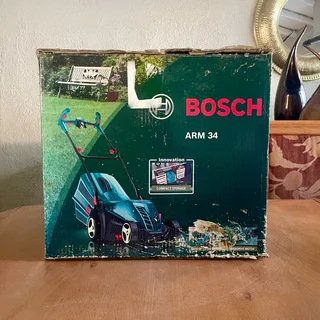 BOSCH
ARM 34
Innovation
COMPACT STORAGE